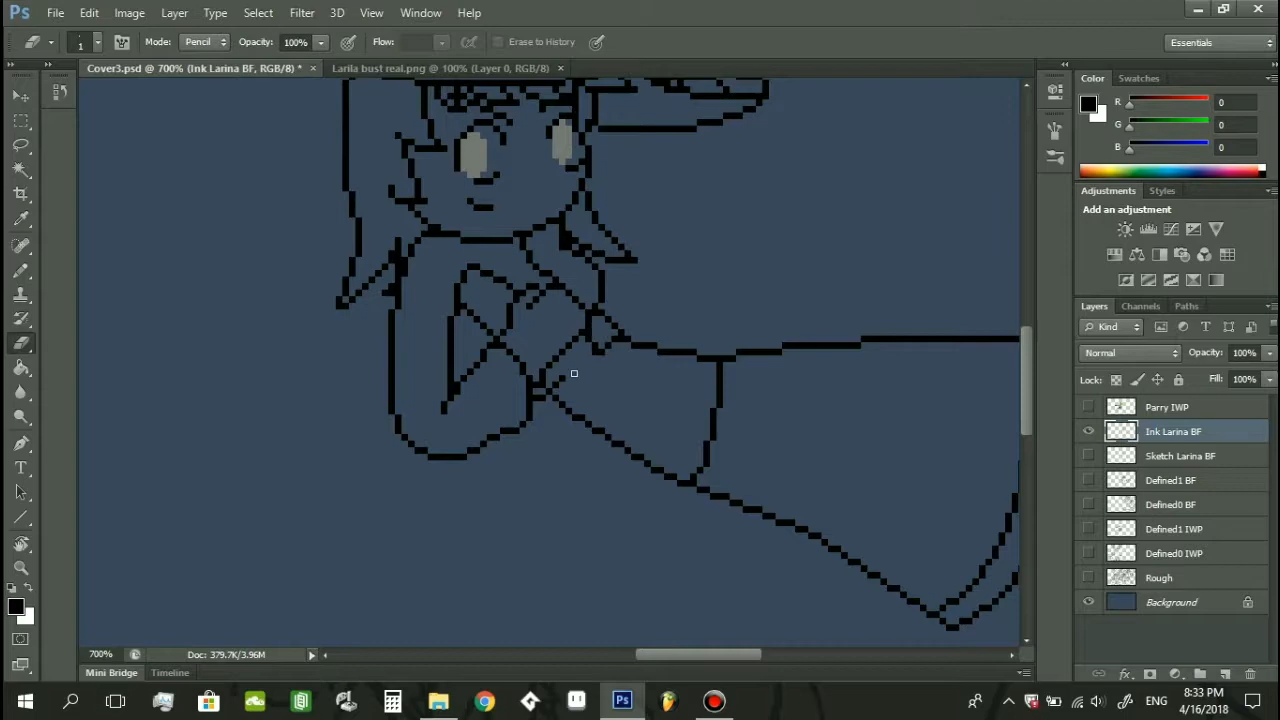 Ps File Edit Image Layer Type Select Filter 3D View Window Help
1 Mode: Pencil Opacity: 100% Flow: Erase to History Essentials
Cover3.psd @ 700% (Ink Larina BF, RGB/8) * × Larila bust real.png @ 100% (Layer 0, RGB/8) ×
Color Swatches
R 0
G 0
B 0
Adjustments Styles
Add an adjustment
Layers Channels Paths
Kind
Normal Opacity: 100%
Lock: Fill: 100%
Parry IWP
Ink Larina BF
Sketch Larina BF
Defined1 BF
Defined0 BF
Defined1 IWP
Defined0 IWP
Rough
Background
700% Doc: 379.7K/3.96M
Mini Bridge Timeline
Ps ENG 8:33 PM
4/16/2018